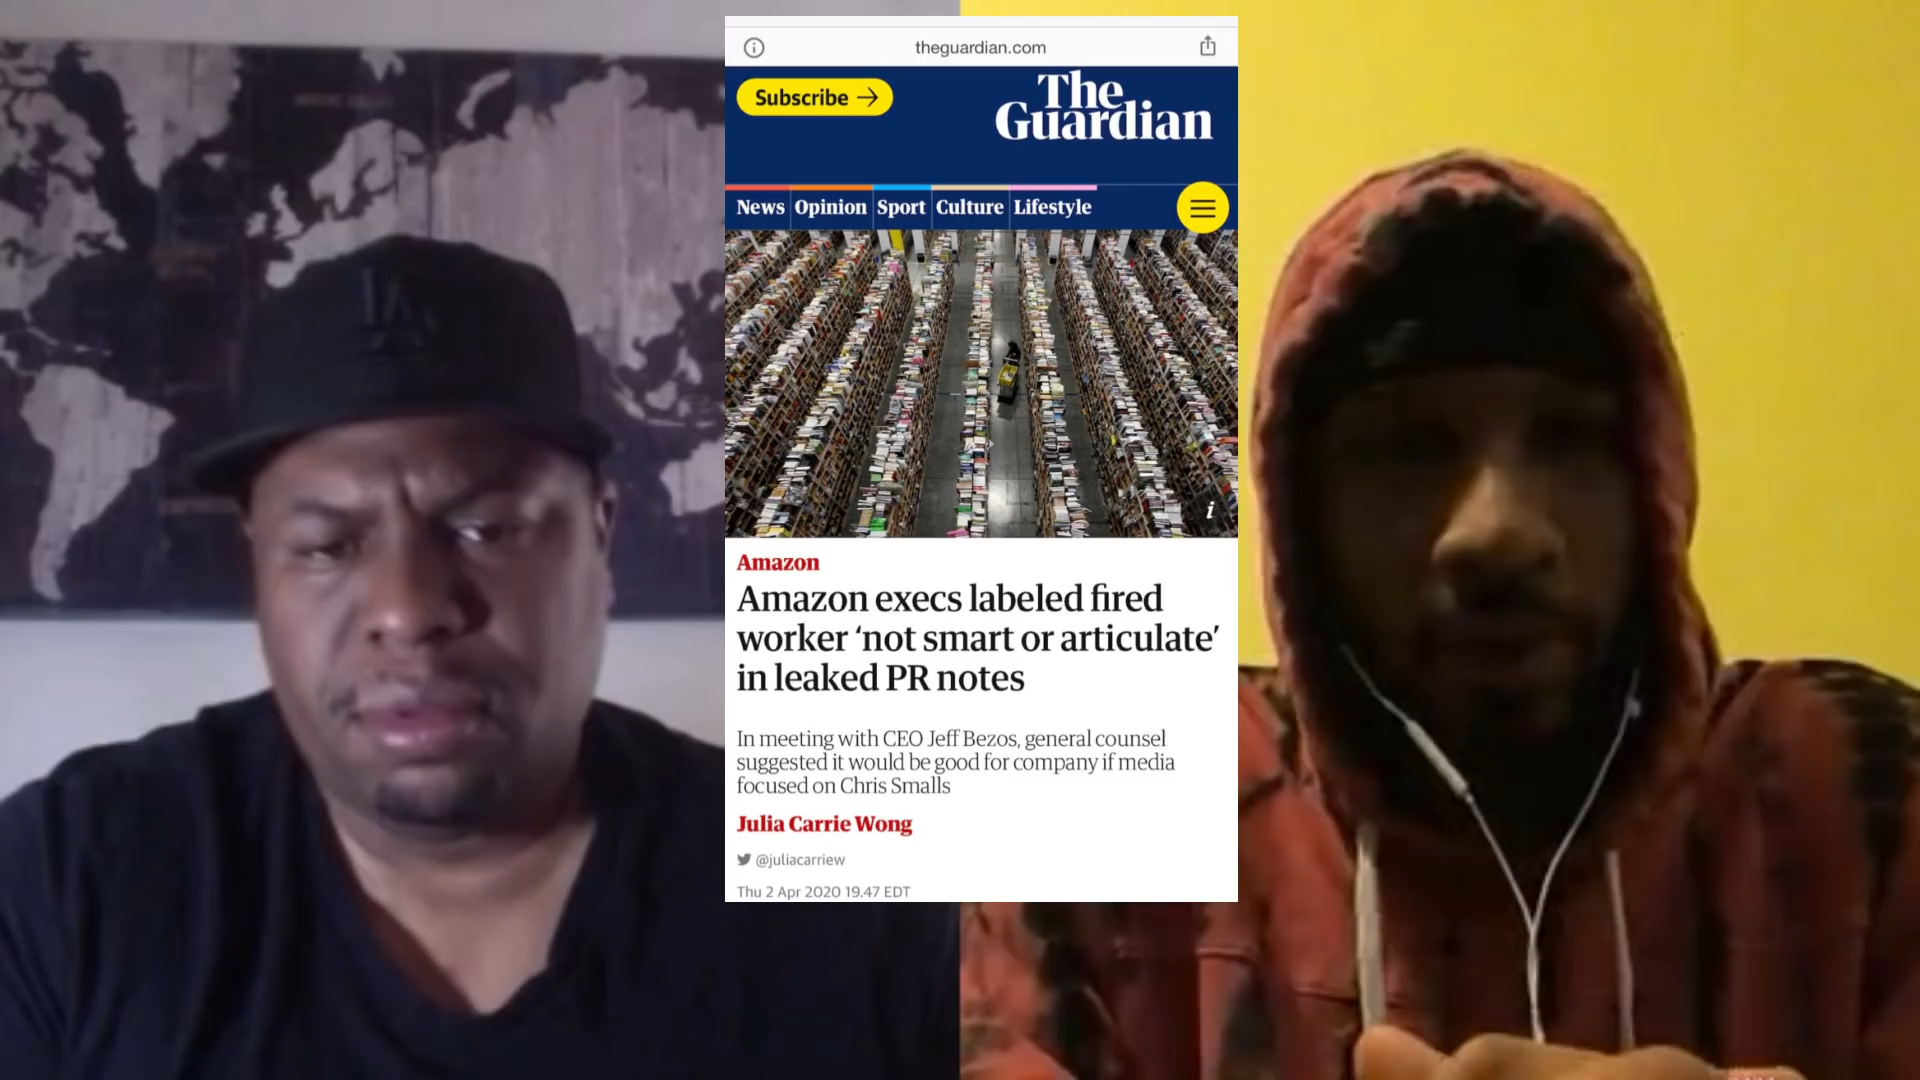 theguardian.com
Subscribe →
The
Guardian
News Opinion Sport Culture Lifestyle
i
Amazon
Amazon execs labeled fired
worker ‘not smart or articulate’
in leaked PR notes
In meeting with CEO Jeff Bezos, general counsel
suggested it would be good for company if media
focused on Chris Smalls
Julia Carrie Wong
@juliacarriew
Thu 2 Apr 2020 19.47 EDT
LA